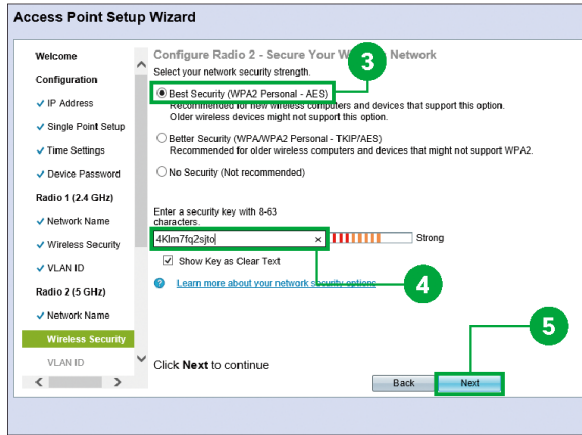 Access Point Setup Wizard
Welcome
Configuration
✓ IP Address
✓ Single Point Setup
✓ Time Settings
✓ Device Password
Radio 1 (2.4 GHz)
✓ Network Name
✓ Wireless Security
✓ VLAN ID
Radio 2 (5 GHz)
✓ Network Name
Wireless Security
VLAN ID
Configure Radio 2 - Secure Your Network
3
Select your network security strength.
Best Security (WPA2 Personal - AES)
Recommended for new wireless computers and devices that support this option.
Older wireless devices might not support this option.
Better Security (WPA/WPA2 Personal - TKIP/AES)
Recommended for older wireless computers and devices that might not support WPA2.
No Security (Not recommended)
Enter a security key with 8-63
characters.
× Strong
Show Key as Clear Text
? Learn more about your network security options
4
5
Click Next to continue
Back Next